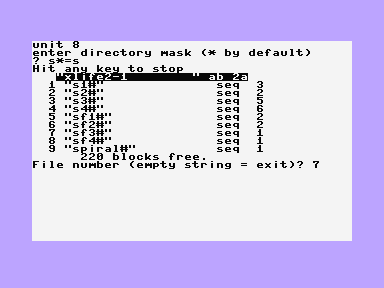 unit 8
enter directory mask (* by default)
? s*=s
Hit any key to stop
"xlife2-1        " ab 2a
1 "s1#" seq 3
2 "s2#" seq 2
3 "s3#" seq 5
4 "s4#" seq 6
5 "sf1#" seq 2
6 "sf2#" seq 2
7 "sf3#" seq 1
8 "sf4#" seq 1
9 "spiral#" seq 1
220 blocks free.
File number (empty string = exit)? 7